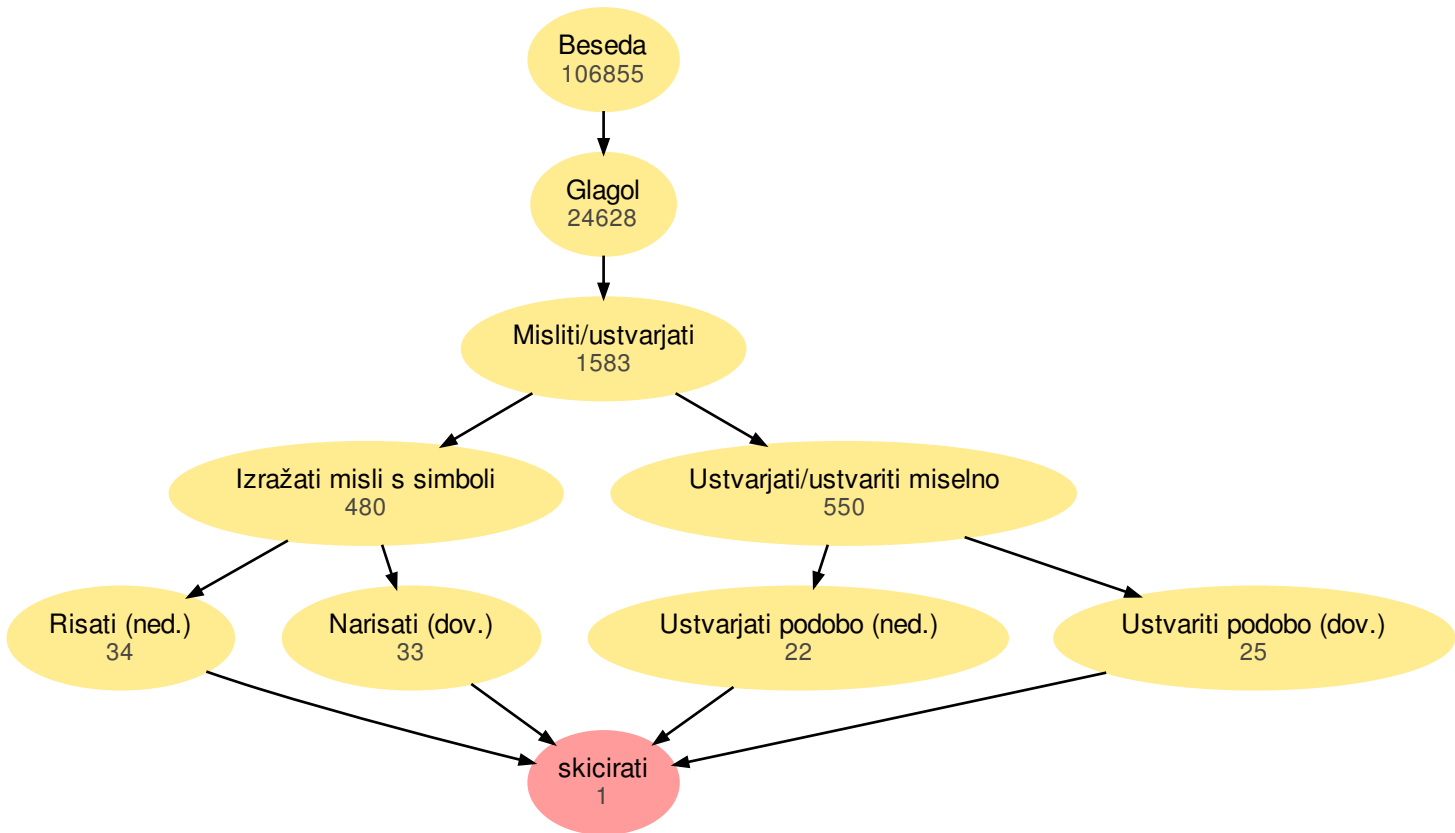 Beseda
106855
Glagol
24628
Misliti/ustvarjati
1583
Izražati misli s simboli
480
Ustvarjati/ustvariti miselno
550
Risati (ned.)
34
Narisati (dov.)
33
Ustvarjati podobo (ned.)
22
Ustvariti podobo (dov.)
25
skicirati
1